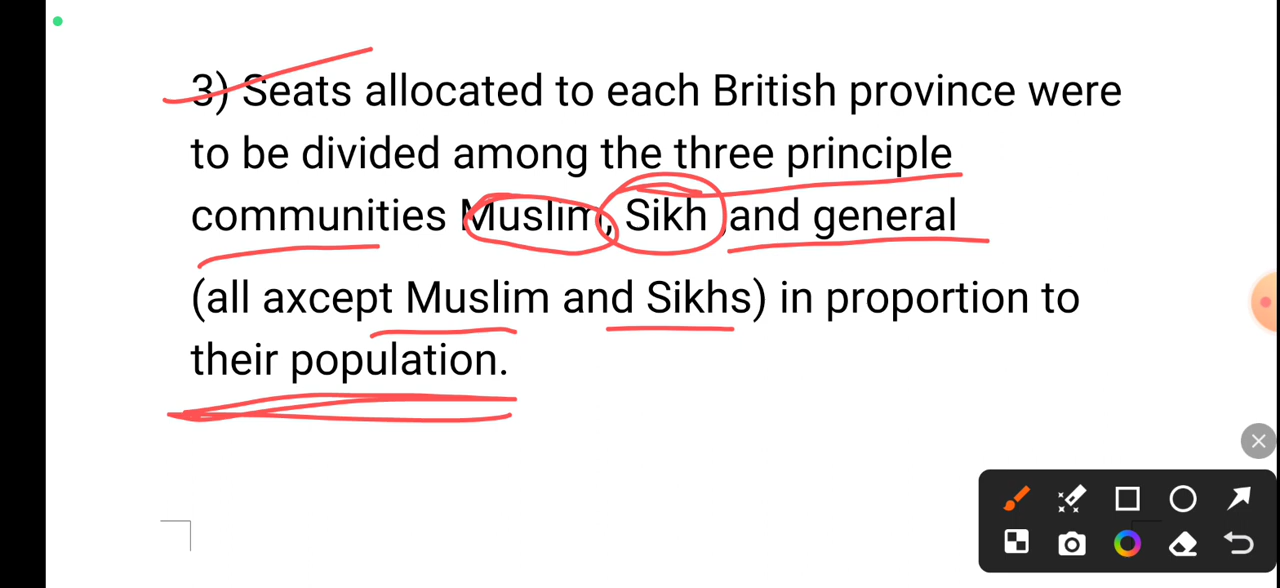 3) Seats allocated to each British province were
to be divided among the three principle
communities Muslim, Sikh ,and general
(all axcept Muslim and Sikhs) in proportion to
their population.